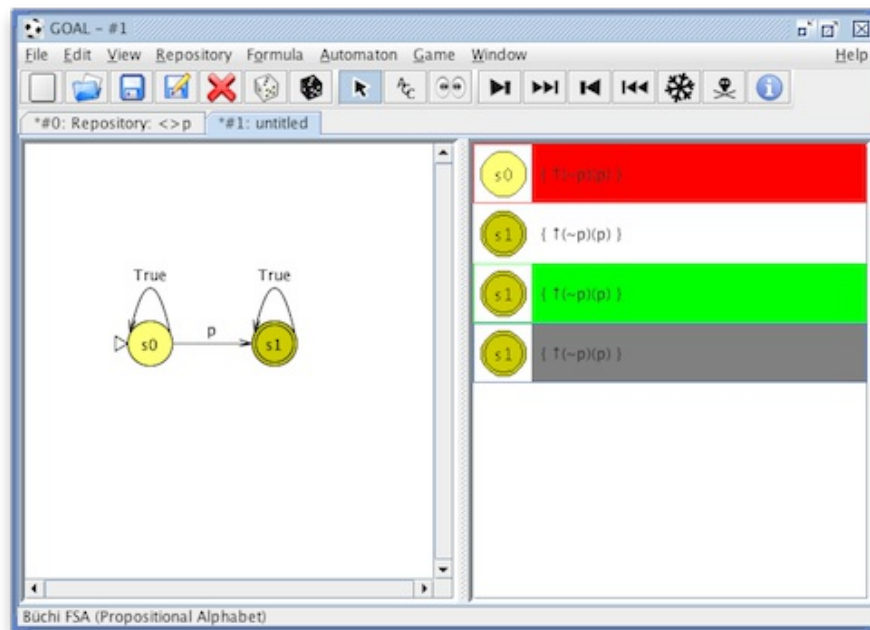 GOAL - #1
File Edit View Repository Formula Automaton Game Window Help
*#0: Repository: <>p *#1: untitled
s0 { ↑(~p)(p) }
s1 { ↑(~p)(p) }
s1 { ↑(~p)(p) }
s1 { ↑(~p)(p) }
True True
p
s0 s1
Büchi FSA (Propositional Alphabet)